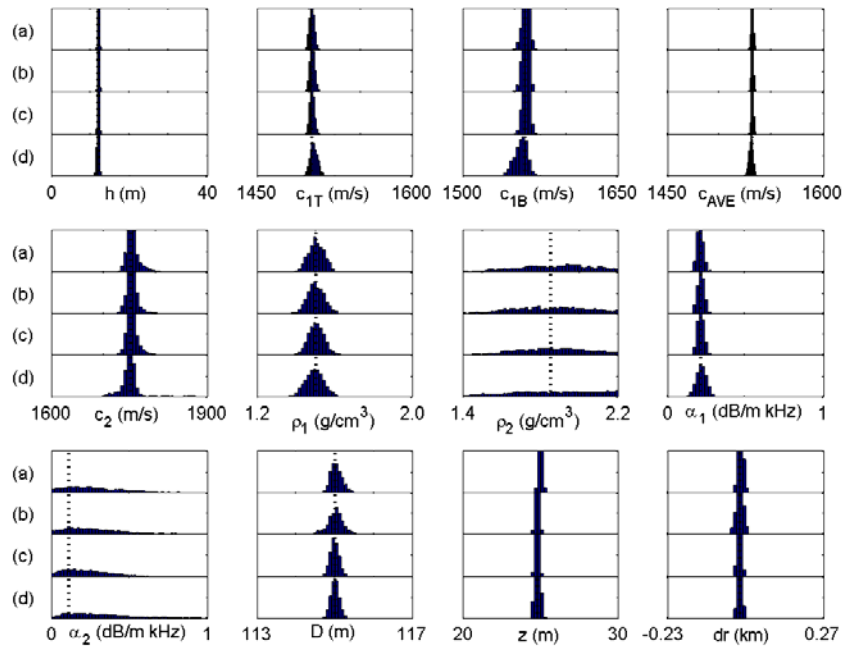 (a)
(b)
(c)
(d)
0 h (m) 40
1450 c1T (m/s) 1600
1500 c1B (m/s) 1650
1450 cAVE (m/s) 1600
(a)
(b)
(c)
(d)
1600 c2 (m/s) 1900
1.2 ρ1 (g/cm³) 2.0
1.4 ρ2 (g/cm³) 2.2
0 α1 (dB/m kHz) 1
(a)
(b)
(c)
(d)
0 α2 (dB/m kHz) 1
113 D (m) 117
20 z (m) 30
-0.23 dr (km) 0.27